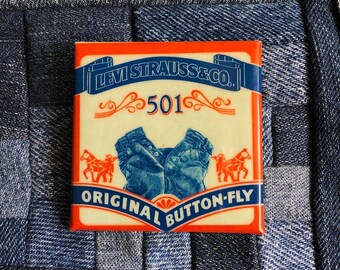 LEVI STRAUSS & CO.
501
ORIGINAL BUTTON-FLY